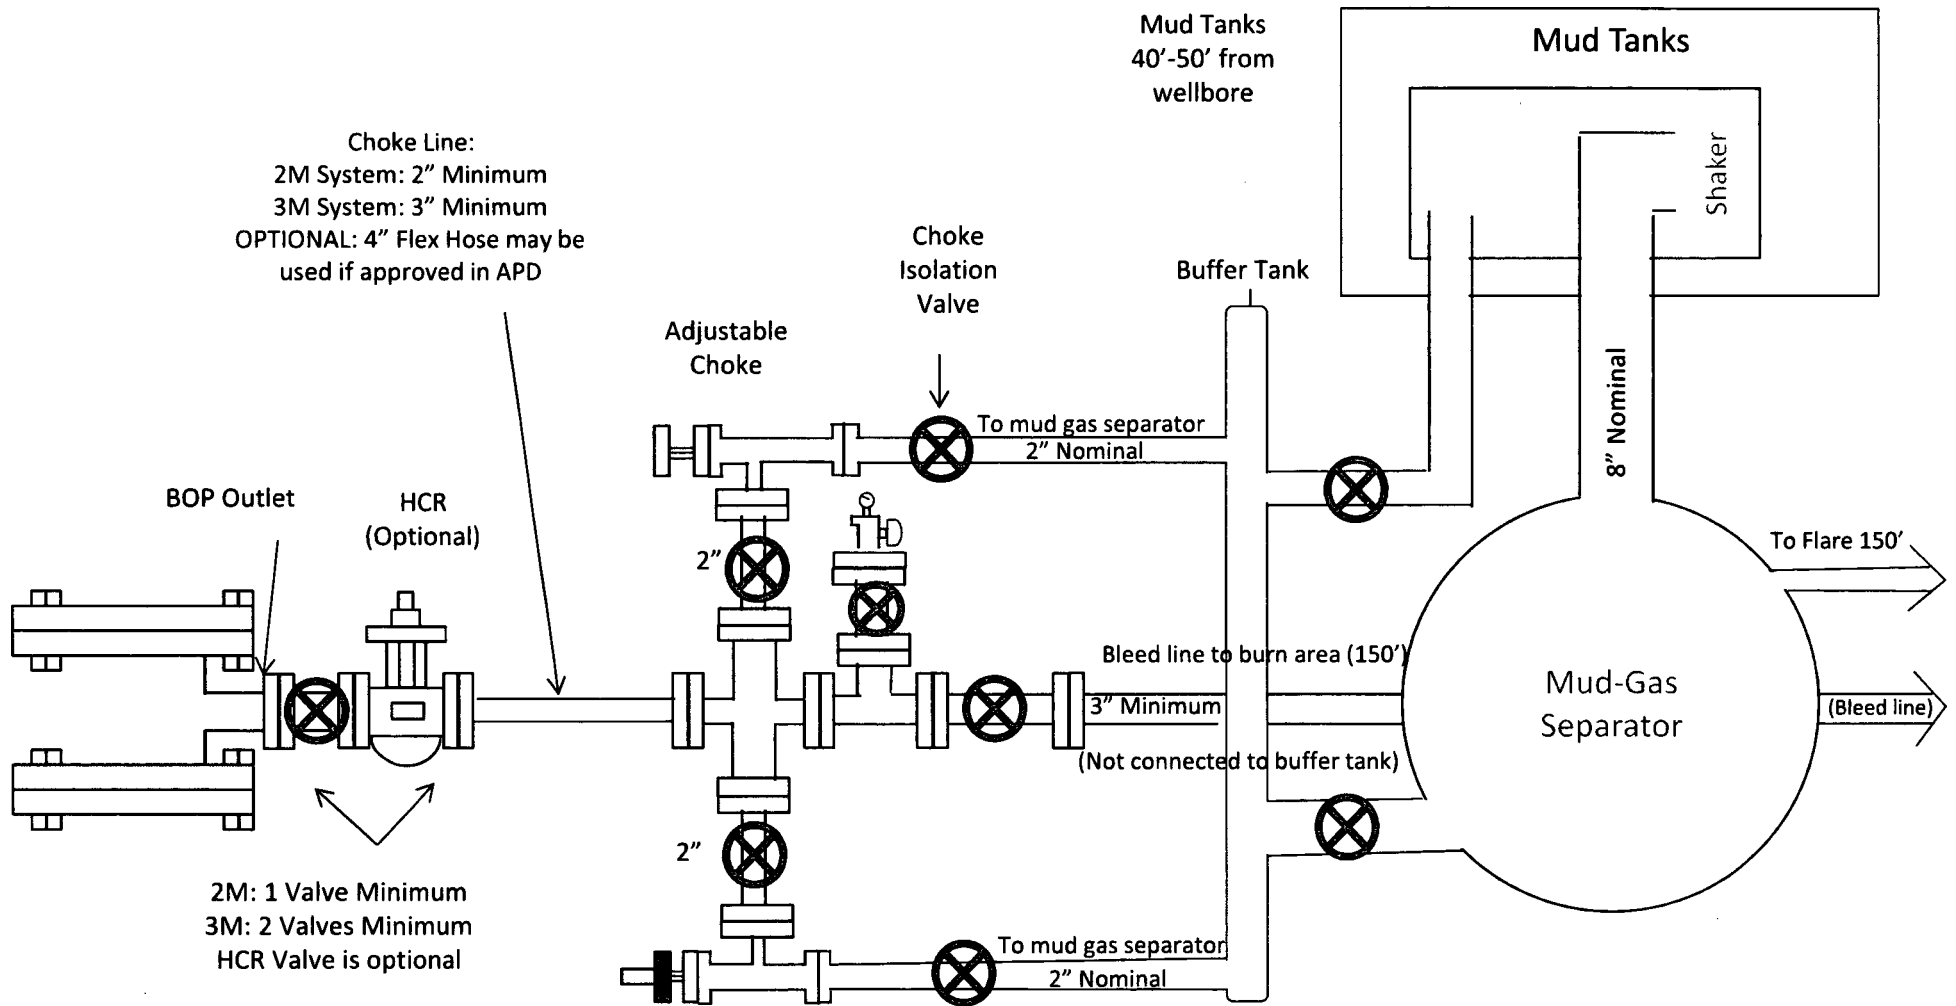 Mud Tanks
40’-50’ from
wellbore
Mud Tanks
Shaker
Choke Line:
2M System: 2” Minimum
3M System: 3” Minimum
OPTIONAL: 4” Flex Hose may be
used if approved in APD
Choke
Isolation
Valve
Buffer Tank
Adjustable
Choke
8” Nominal
To mud gas separator
2” Nominal
BOP Outlet
HCR
(Optional)
2”
To Flare 150’
Bleed line to burn area (150’)
3” Minimum
(Not connected to buffer tank)
Mud-Gas
Separator
(Bleed line)
2”
2M: 1 Valve Minimum
3M: 2 Valves Minimum
HCR Valve is optional
To mud gas separator
2” Nominal